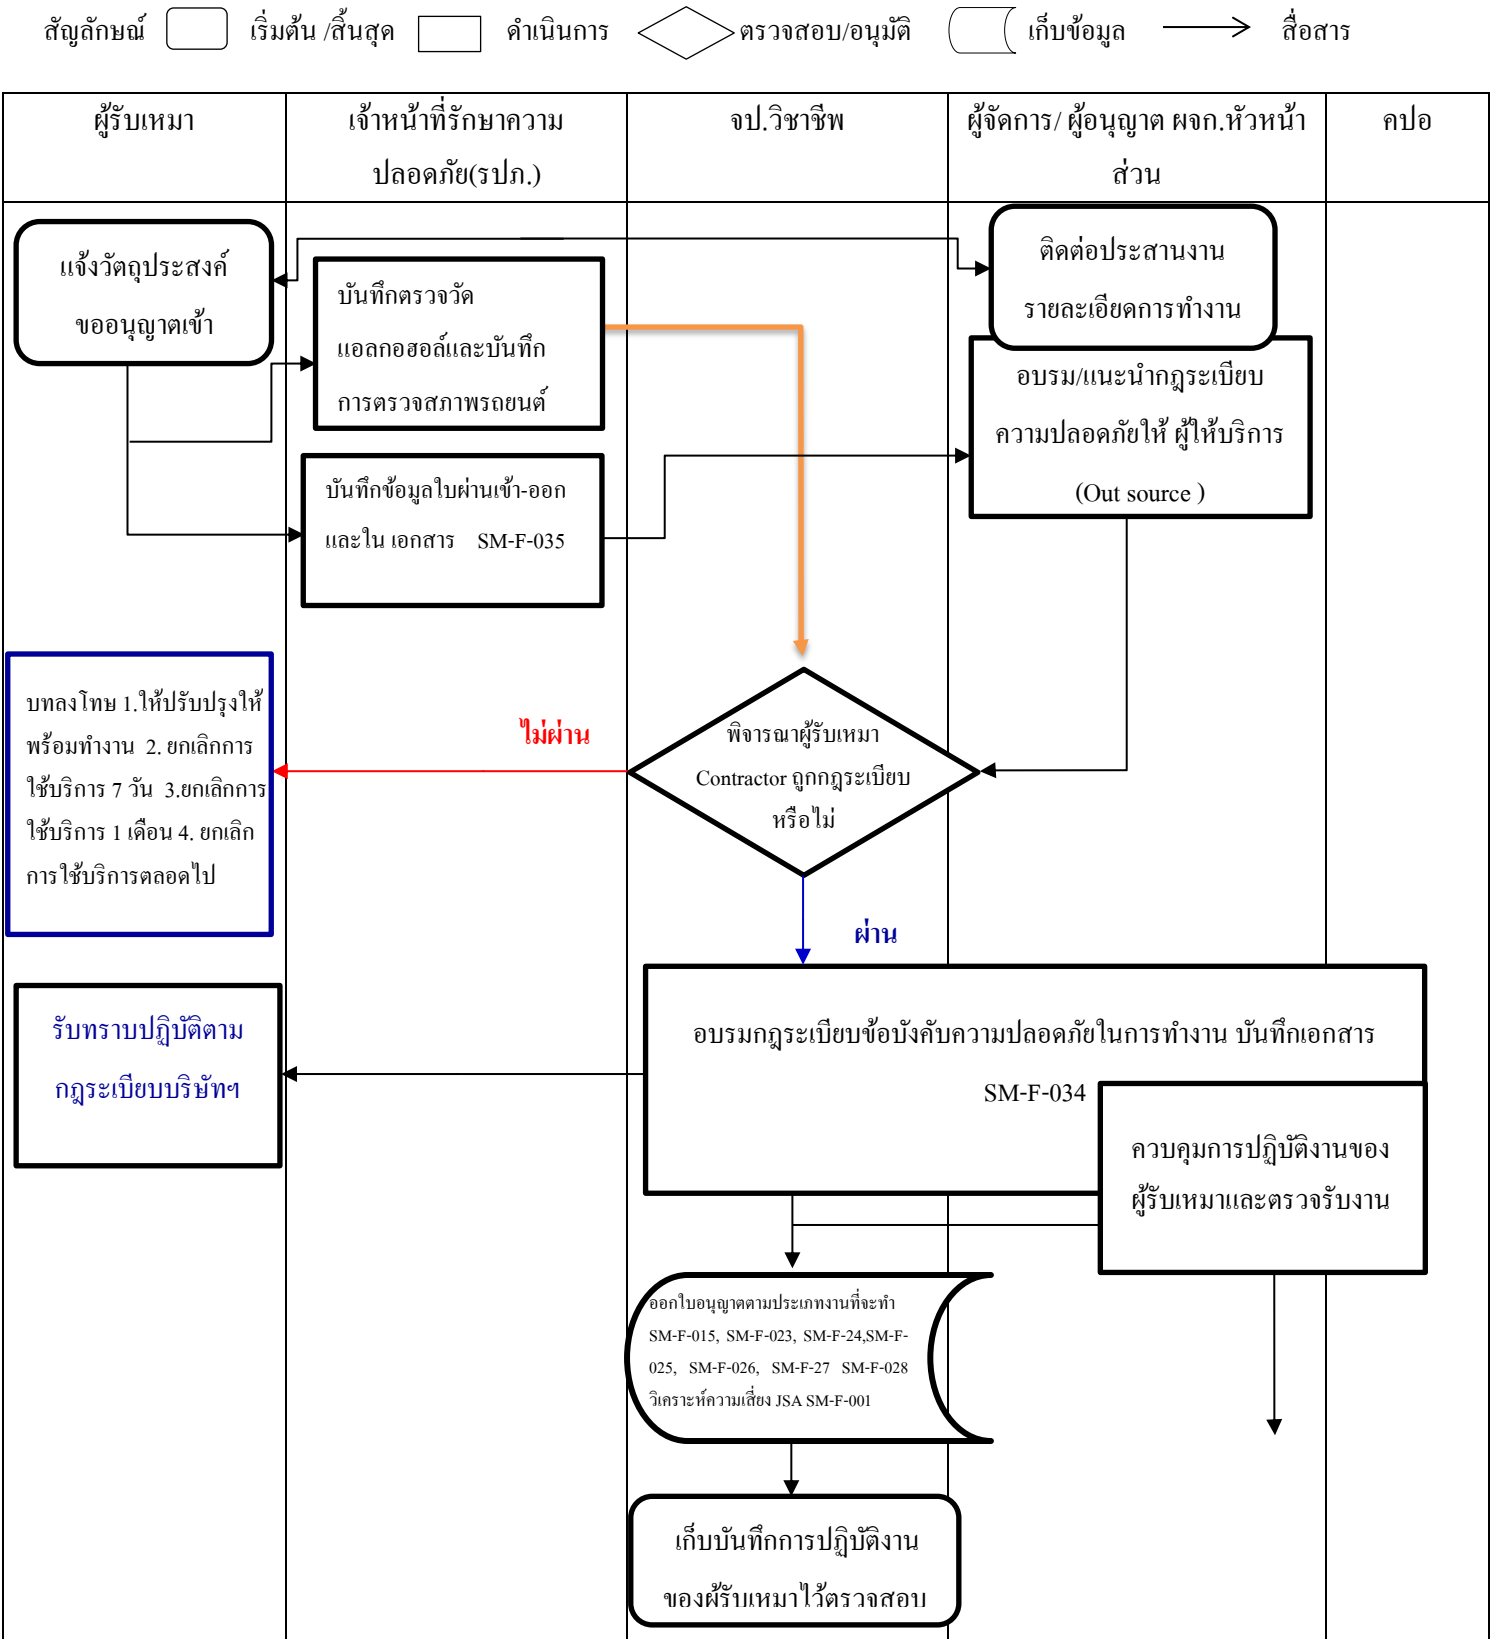 สัญลักษณ์ เริ่มต้น /สิ้นสุด ดำเนินการ ตรวจสอบ/อนุมัติ เก็บข้อมูล สื่อสาร
ผู้รับเหมา
เจ้าหน้าที่รักษาความ
ปลอดภัย(รปภ.)
จป.วิชาชีพ
ผู้จัดการ/ ผู้อนุญาต ผจก.หัวหน้า
ส่วน
คปอ
แจ้งวัตถุประสงค์
ขออนุญาตเข้า
บันทึกตรวจวัด
แอลกอฮอล์และบันทึก
การตรวจสภาพรถยนต์
ติดต่อประสานงาน
รายละเอียดการทำงาน
อบรม/แนะนำกฎระเบียบ
ความปลอดภัยให้ ผู้ให้บริการ
(Out source )
บันทึกข้อมูลใบผ่านเข้า-ออก
และใน เอกสาร SM-F-035
บทลงโทษ 1.ให้ปรับปรุงให้
พร้อมทำงาน 2. ยกเลิกการ
ใช้บริการ 7 วัน 3.ยกเลิกการ
ใช้บริการ 1 เดือน 4. ยกเลิก
การใช้บริการตลอดไป
ไม่ผ่าน
พิจารณาผู้รับเหมา
Contractor ถูกกฎระเบียบ
หรือไม่
ผ่าน
รับทราบปฏิบัติตาม
กฎระเบียบบริษัทฯ
อบรมกฎระเบียบข้อบังคับความปลอดภัยในการทำงาน บันทึกเอกสาร
SM-F-034
ควบคุมการปฏิบัติงานของ
ผู้รับเหมาและตรวจรับงาน
ออกใบอนุญาตตามประเภทงานที่จะทำ
SM-F-015, SM-F-023, SM-F-24,SM-F-
025, SM-F-026, SM-F-27 SM-F-028
วิเคราะห์ความเสี่ยง JSA SM-F-001
เก็บบันทึกการปฏิบัติงาน
ของผู้รับเหมาไว้ตรวจสอบ